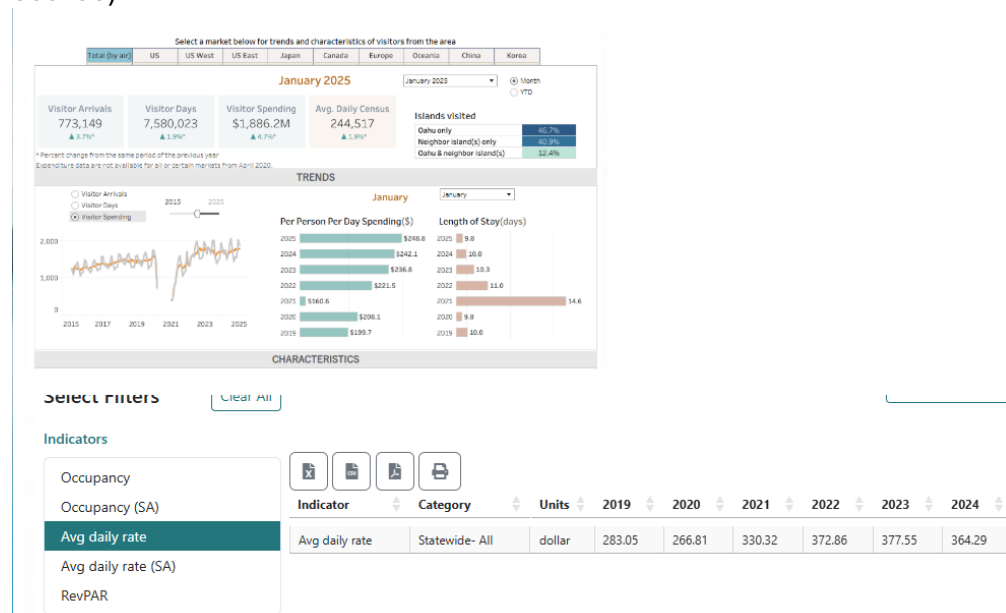 Select a market below for trends and characteristics of visitors from the area
Total (by air) US US West US East Japan Canada Europe Oceania China Korea
January 2025
January 2025
Month
YTD
Visitor Arrivals
773,149
▲ 3.7%*
Visitor Days
7,580,023
▲ 1.9%*
Visitor Spending
$1,886.2M
▲ 4.7%*
Avg. Daily Census
244,517
▲ 1.9%*
Islands visited
Oahu only 46.7%
Neighbor island(s) only 40.9%
Oahu & neighbor island(s) 12.4%
* Percent change from the same period of the previous year
Expenditure data are not available for all or certain markets from April 2020.
TRENDS
Visitor Arrivals
Visitor Days
Visitor Spending
2015 2020
January
January
2,000
1,000
0
2015 2017 2019 2021 2023 2025
Per Person Per Day Spending($)
2025 $248.8
2024 $242.1
2023 $236.8
2022 $221.5
2021 $160.6
2020 $206.1
2019 $199.7
Length of Stay(days)
2025 9.8
2024 10.0
2023 10.3
2022 11.0
2021 14.6
2020 9.8
2019 10.0
CHARACTERISTICS
Select Filters
Clear All
Indicators
Occupancy
Occupancy (SA)
Avg daily rate
Avg daily rate (SA)
RevPAR
Indicator Category Units 2019 2020 2021 2022 2023 2024
Avg daily rate Statewide- All dollar 283.05 266.81 330.32 372.86 377.55 364.29